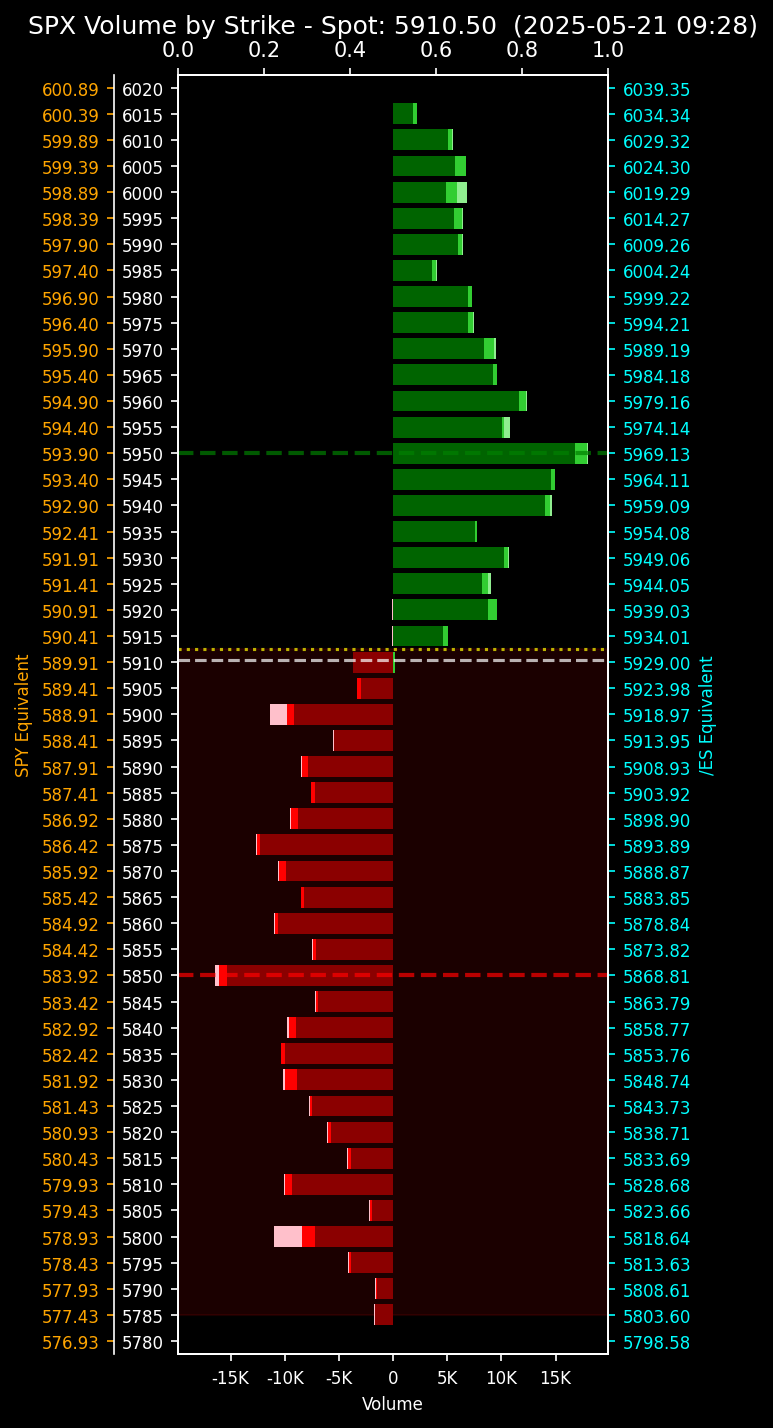 SPX Volume by Strike - Spot: 5910.50 (2025-05-21 09:28)
0.0 0.2 0.4 0.6 0.8 1.0
600.89 6020 6039.35
600.39 6015 6034.34
599.89 6010 6029.32
599.39 6005 6024.30
598.89 6000 6019.29
598.39 5995 6014.27
597.90 5990 6009.26
597.40 5985 6004.24
596.90 5980 5999.22
596.40 5975 5994.21
595.90 5970 5989.19
595.40 5965 5984.18
594.90 5960 5979.16
594.40 5955 5974.14
593.90 5950 5969.13
593.40 5945 5964.11
592.90 5940 5959.09
592.41 5935 5954.08
591.91 5930 5949.06
591.41 5925 5944.05
590.91 5920 5939.03
590.41 5915 5934.01
589.91 5910 5929.00
589.41 5905 5923.98
588.91 5900 5918.97
588.41 5895 5913.95
587.91 5890 5908.93
587.41 5885 5903.92
586.92 5880 5898.90
586.42 5875 5893.89
585.92 5870 5888.87
585.42 5865 5883.85
584.92 5860 5878.84
584.42 5855 5873.82
583.92 5850 5868.81
583.42 5845 5863.79
582.92 5840 5858.77
582.42 5835 5853.76
581.92 5830 5848.74
581.43 5825 5843.73
580.93 5820 5838.71
580.43 5815 5833.69
579.93 5810 5828.68
579.43 5805 5823.66
578.93 5800 5818.64
578.43 5795 5813.63
577.93 5790 5808.61
577.43 5785 5803.60
576.93 5780 5798.58
SPY Equivalent
/ES Equivalent
-15K -10K -5K 0 5K 10K 15K
Volume